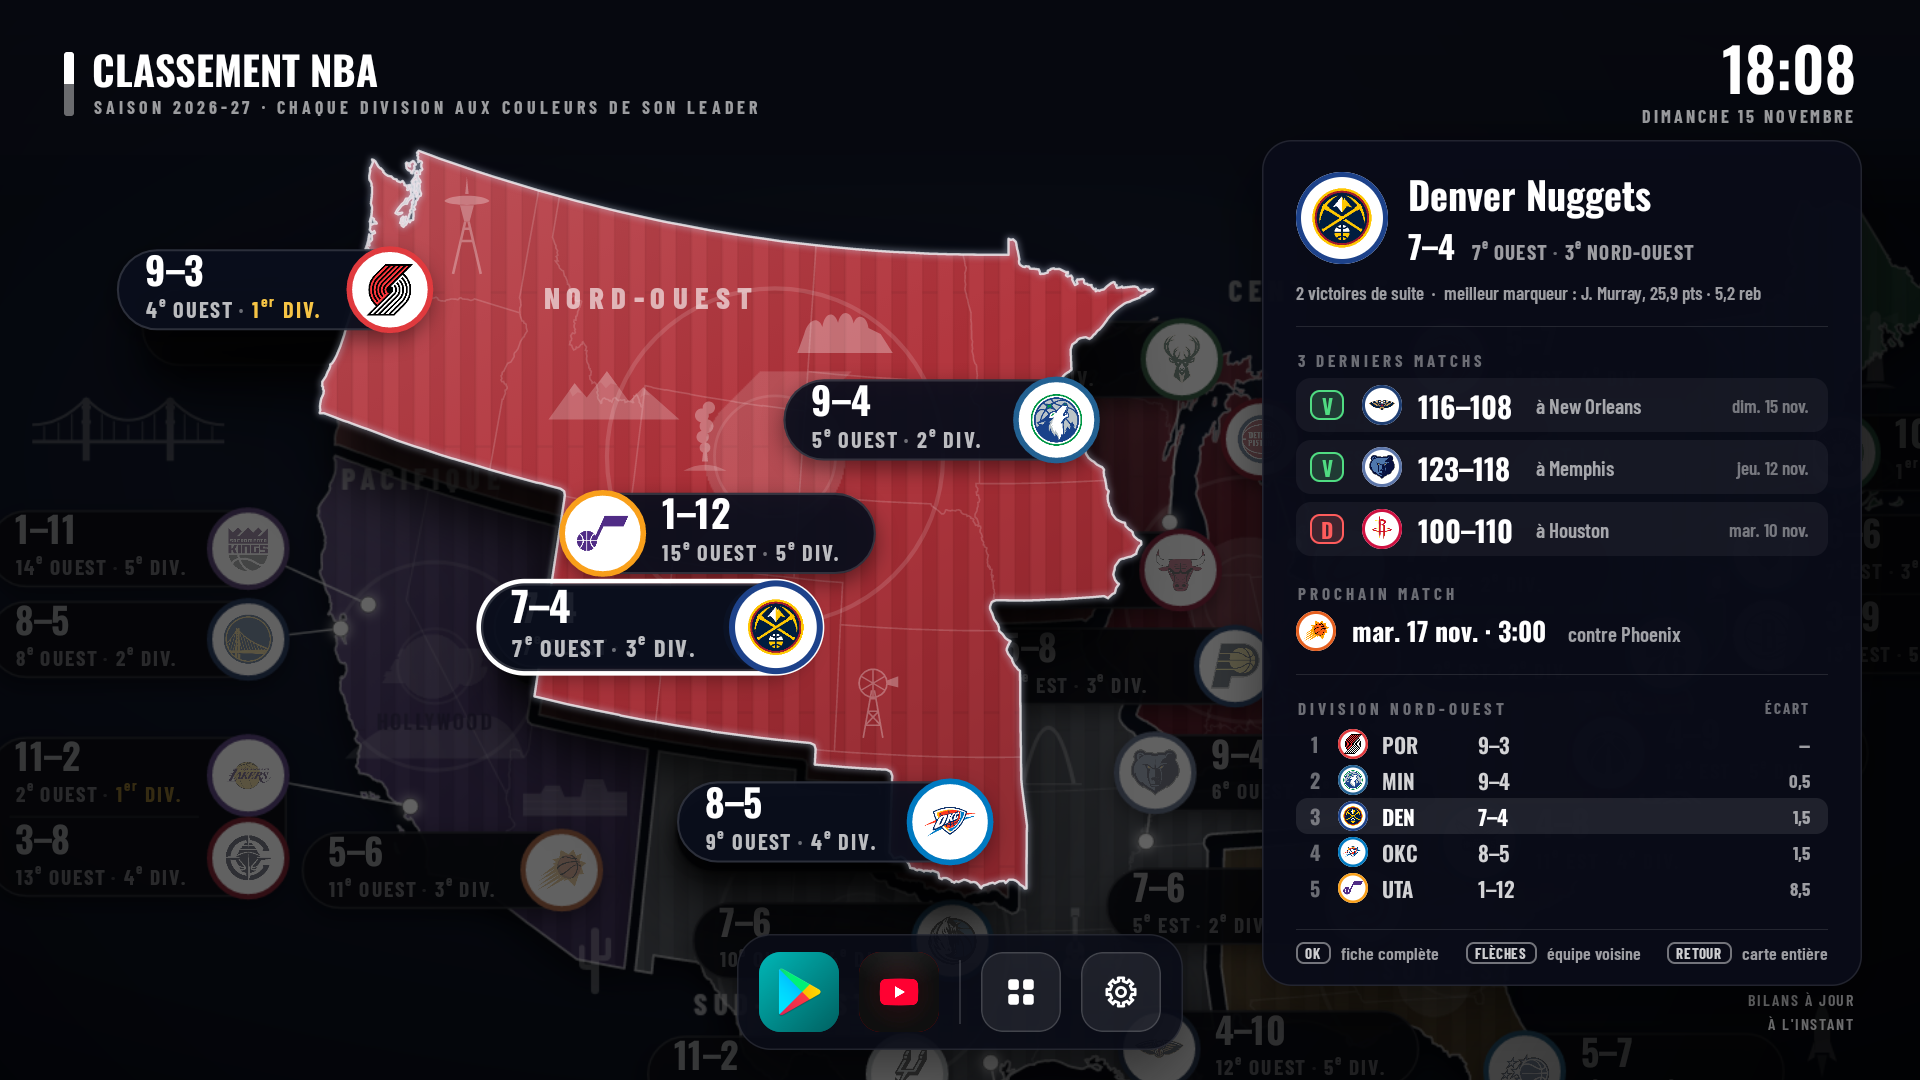 CLASSEMENT NBA
SAISON 2026-27 · CHAQUE DIVISION AUX COULEURS DE SON LEADER
18:08
DIMANCHE 15 NOVEMBRE
NORD-OUEST
9–3
4e OUEST · 1er DIV.
9–4
5e OUEST · 2e DIV.
1–12
15e OUEST · 5e DIV.
7–4
7e OUEST · 3e DIV.
8–5
9e OUEST · 4e DIV.
OKC
PACIFIQUE
1–11
14e OUEST · 5e DIV.
KINGS
8–5
8e OUEST · 2e DIV.
HOLLYWOOD
11–2
2e OUEST · 1er DIV.
LAKERS
3–8
13e OUEST · 4e DIV.
5–6
11e OUEST · 3e DIV.
7–6
10
SU
11–2
CE
V.
–8
EST · 3e DIV.
9–4
6e OU
7–6
5e EST · 2e DIV
4–10
12e OUEST · 5e DIV.
5–7
Denver Nuggets
7–4 7e OUEST · 3e NORD-OUEST
2 victoires de suite · meilleur marqueur : J. Murray, 25,9 pts · 5,2 reb
3 DERNIERS MATCHS
V 116–108 à New Orleans dim. 15 nov.
V 123–118 à Memphis jeu. 12 nov.
D 100–110 à Houston mar. 10 nov.
PROCHAIN MATCH
mar. 17 nov. · 3:00 contre Phoenix
DIVISION NORD-OUEST ÉCART
1 POR 9–3 –
2 MIN 9–4 0,5
3 DEN 7–4 1,5
4 OKC 8–5 1,5
5 UTA 1–12 8,5
OK fiche complète FLÈCHES équipe voisine RETOUR carte entière
BILANS À JOUR
À L'INSTANT